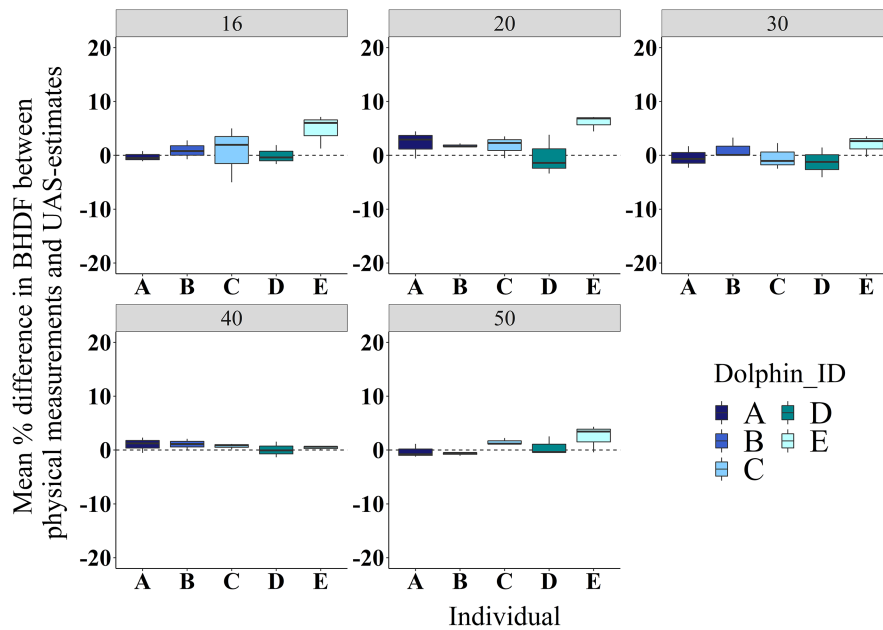 Mean % difference in BHDF between
physical measurements and UAS-estimates
16
20
10
0
-10
-20
A B C D E
20
20
10
0
-10
-20
A B C D E
30
20
10
0
-10
-20
A B C D E
40
20
10
0
-10
-20
A B C D E
50
20
10
0
-10
-20
A B C D E
Individual
Dolphin_ID
A
B
C
D
E